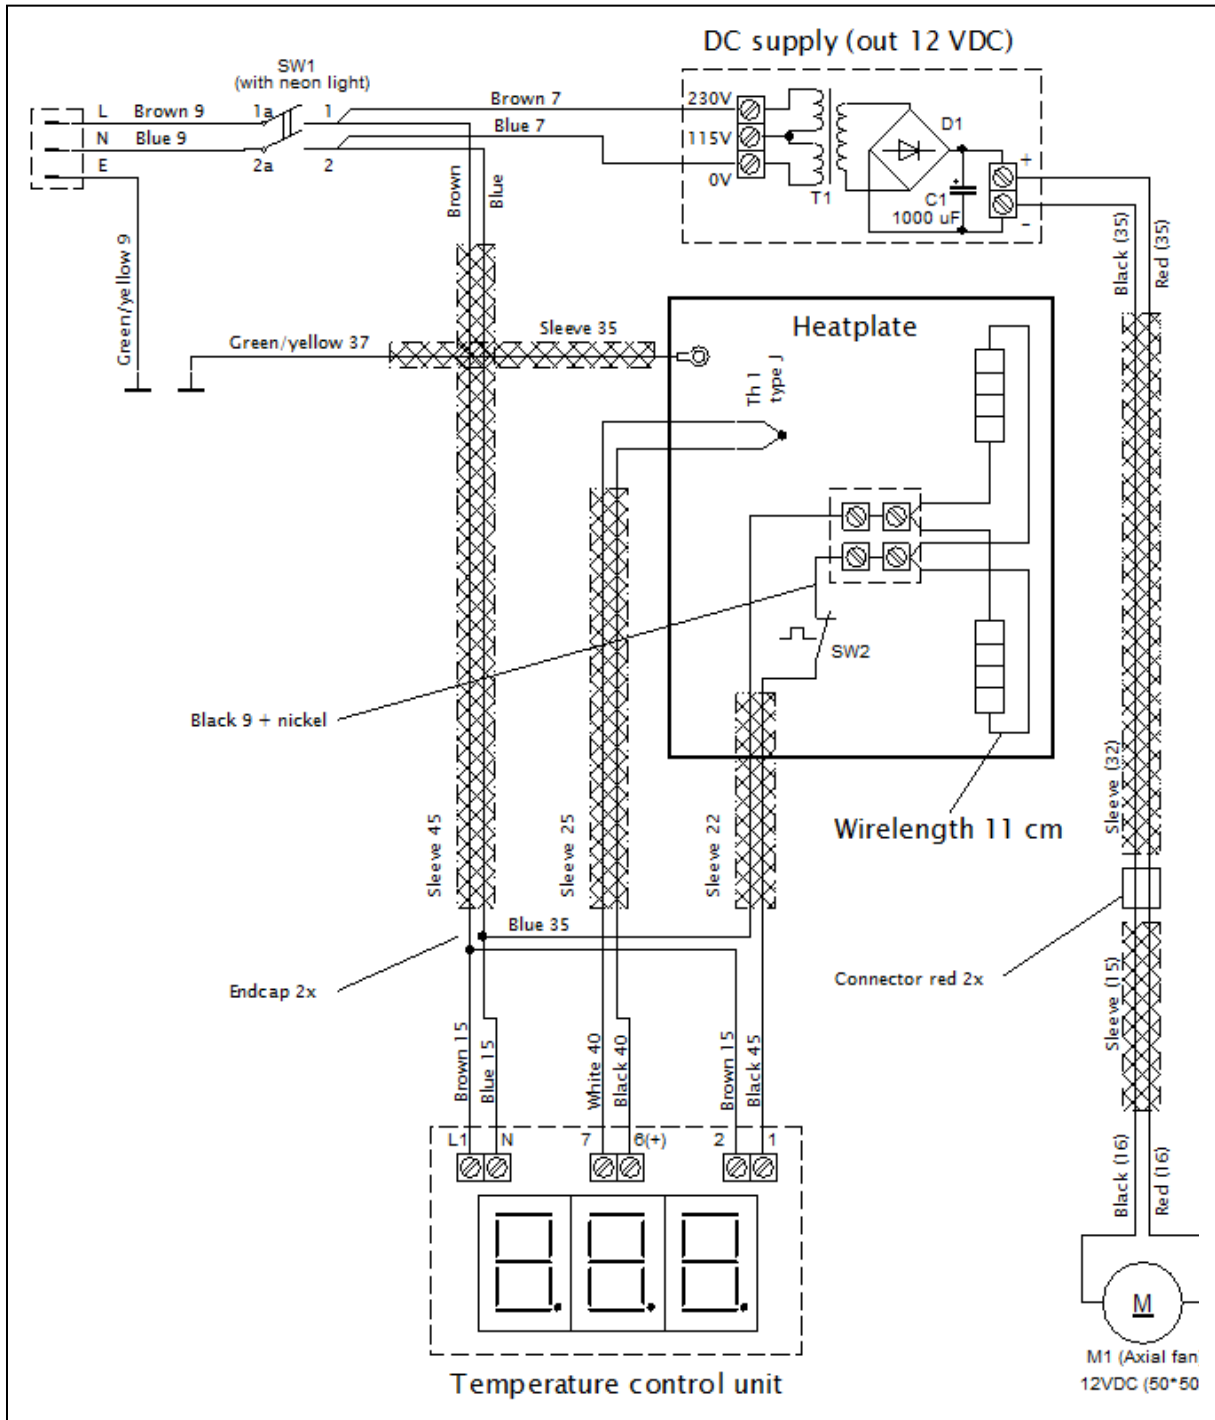 DC supply (out 12 VDC)
SW1
(with neon light)
L
Brown 9
1a
1
Brown 7
230V
N
Blue 9
Blue 7
115V
D1
E
2a
2
0V
T1
C1
1000 uF
+
-
Brown
Blue
Black (35)
Red (35)
Green/yellow 9
Green/yellow 37
Sleeve 35
Heatplate
Th 1
type J
SW2
Black 9 + nickel
Sleeve 45
Sleeve 25
Sleeve 22
Wirelength 11 cm
Sleeve (32)
Blue 35
Endcap 2x
Connector red 2x
Sleeve (15)
Brown 15
Blue 15
White 40
Black 40
Brown 15
Black 45
L1
N
7
6(+)
2
1
Black (16)
Red (16)
8.8.8.
M
M1 (Axial fan
12VDC (50*50
Temperature control unit